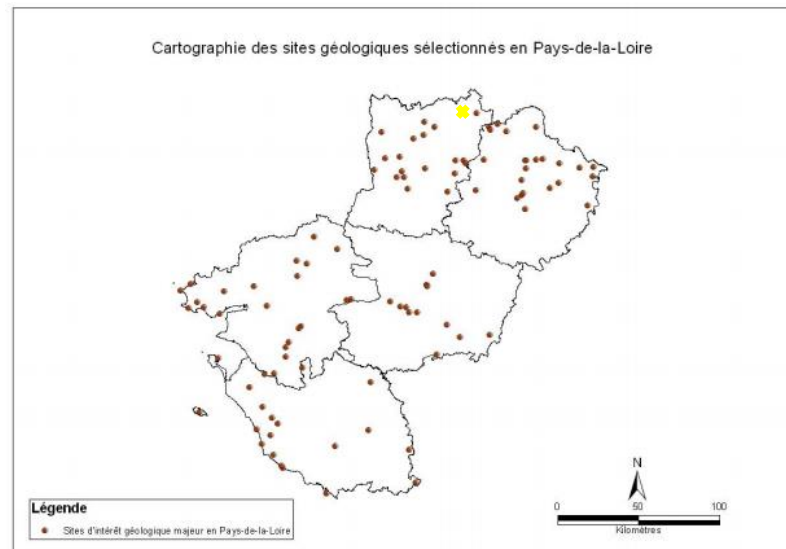 Cartographie des sites géologiques sélectionnés en Pays-de-la-Loire
N
Légende
Sites d'intérêt géologique majeur en Pays-de-la-Loire
0 50 100
Kilomètres